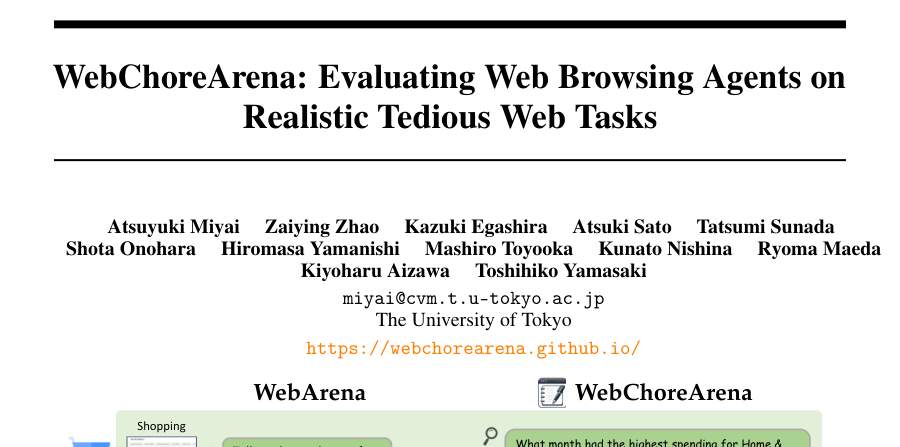 WebChoreArena: Evaluating Web Browsing Agents on
Realistic Tedious Web Tasks
Atsuyuki Miyai Zaiying Zhao Kazuki Egashira Atsuki Sato Tatsumi Sunada
Shota Onohara Hiromasa Yamanishi Mashiro Toyooka Kunato Nishina Ryoma Maeda
Kiyoharu Aizawa Toshihiko Yamasaki
miyai@cvm.t.u-tokyo.ac.jp
The University of Tokyo
https://webchorearena.github.io/
WebArena WebChoreArena
Shopping
What month had the highest spending for Home &